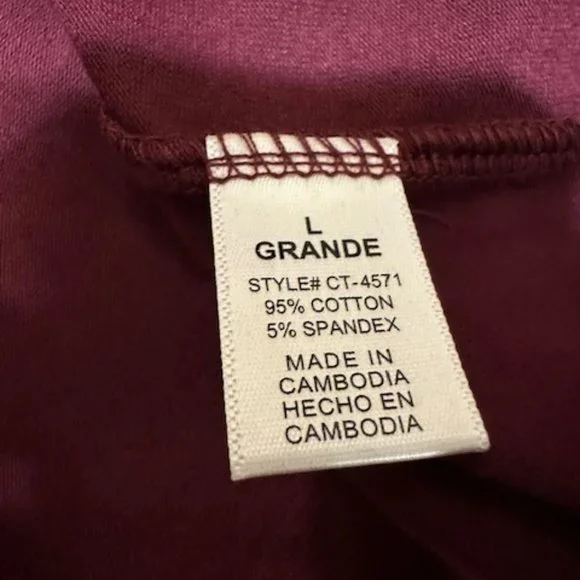 L
GRANDE
STYLE# CT-4571
95% COTTON
5% SPANDEX
MADE IN
CAMBODIA
HECHO EN
CAMBODIA